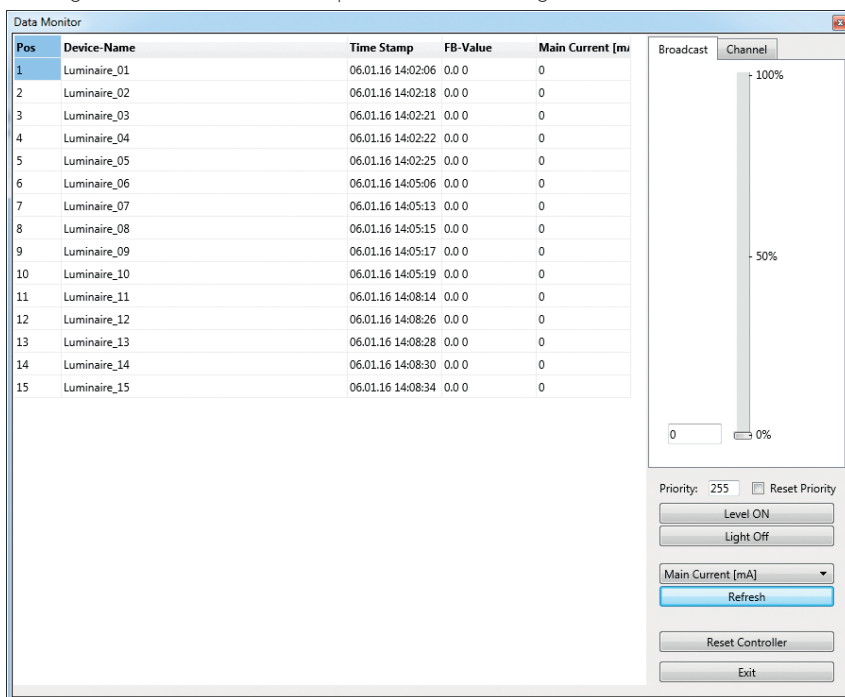 Data Monitor
Pos Device-Name Time Stamp FB-Value Main Current [m
1 Luminaire_01 06.01.16 14:02:06 0.0 0 0
2 Luminaire_02 06.01.16 14:02:18 0.0 0 0
3 Luminaire_03 06.01.16 14:02:21 0.0 0 0
4 Luminaire_04 06.01.16 14:02:22 0.0 0 0
5 Luminaire_05 06.01.16 14:02:25 0.0 0 0
6 Luminaire_06 06.01.16 14:05:06 0.0 0 0
7 Luminaire_07 06.01.16 14:05:13 0.0 0 0
8 Luminaire_08 06.01.16 14:05:15 0.0 0 0
9 Luminaire_09 06.01.16 14:05:17 0.0 0 0
10 Luminaire_10 06.01.16 14:05:19 0.0 0 0
11 Luminaire_11 06.01.16 14:08:14 0.0 0 0
12 Luminaire_12 06.01.16 14:08:26 0.0 0 0
13 Luminaire_13 06.01.16 14:08:28 0.0 0 0
14 Luminaire_14 06.01.16 14:08:30 0.0 0 0
15 Luminaire_15 06.01.16 14:08:34 0.0 0 0
Broadcast Channel
100%
50%
0 0%
Priority: 255 Reset Priority
Level ON
Light Off
Main Current [mA]
Refresh
Reset Controller
Exit